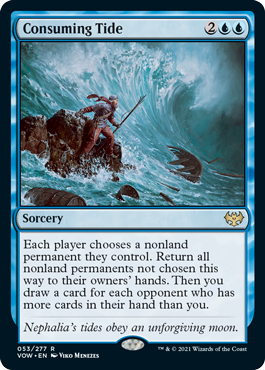 Consuming Tide 2
Sorcery
Each player chooses a nonland
permanent they control. Return all
nonland permanents not chosen this
way to their owners' hands. Then you
draw a card for each opponent who has
more cards in their hand than you.
Nephalia's tides obey an unforgiving moon.
053/277 R
VOW • EN VIKO MENEZES
™ & © 2021 Wizards of the Coast